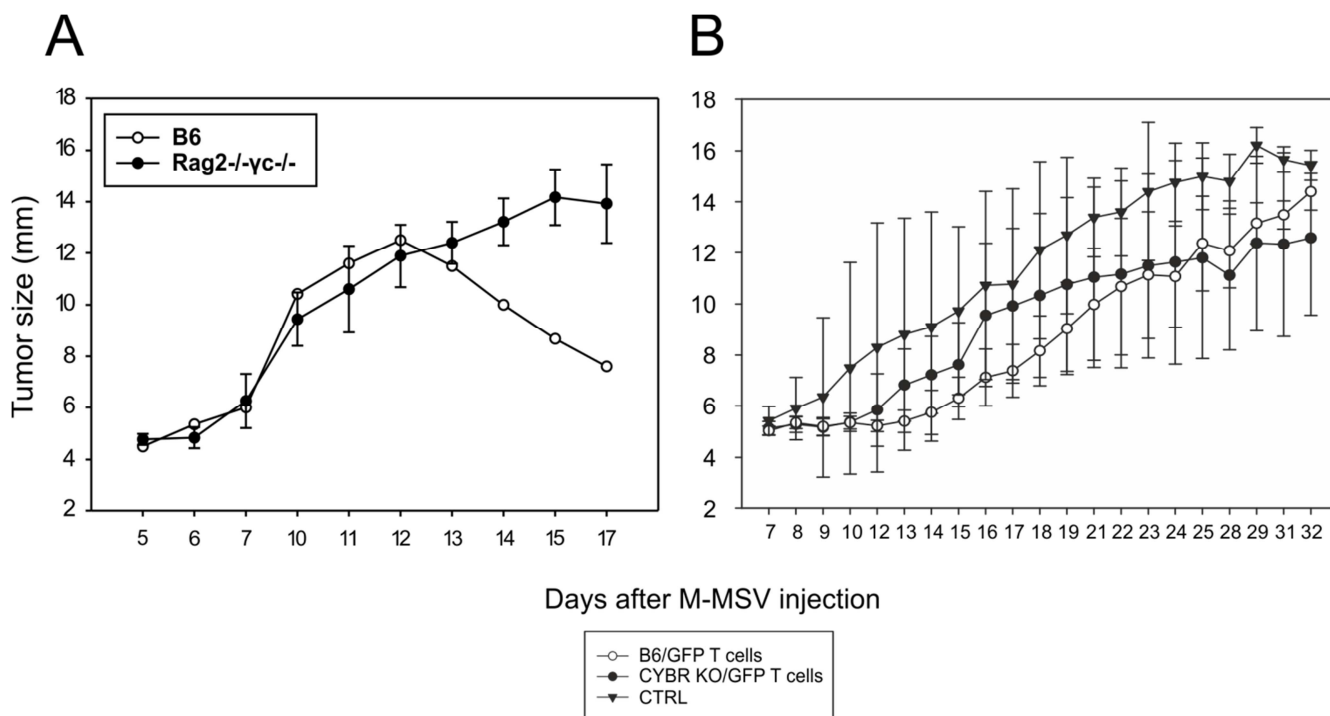 A
B
18
16
14
12
10
8
6
4
2
Tumor size (mm)
B6
Rag2-/-γc-/-
5 6 7 10 11 12 13 14 15 17
18
16
14
12
10
8
6
4
2
7 8 9 10 12 13 14 15 16 17 18 19 21 22 23 24 25 28 29 31 32
Days after M-MSV injection
B6/GFP T cells
CYBR KO/GFP T cells
CTRL